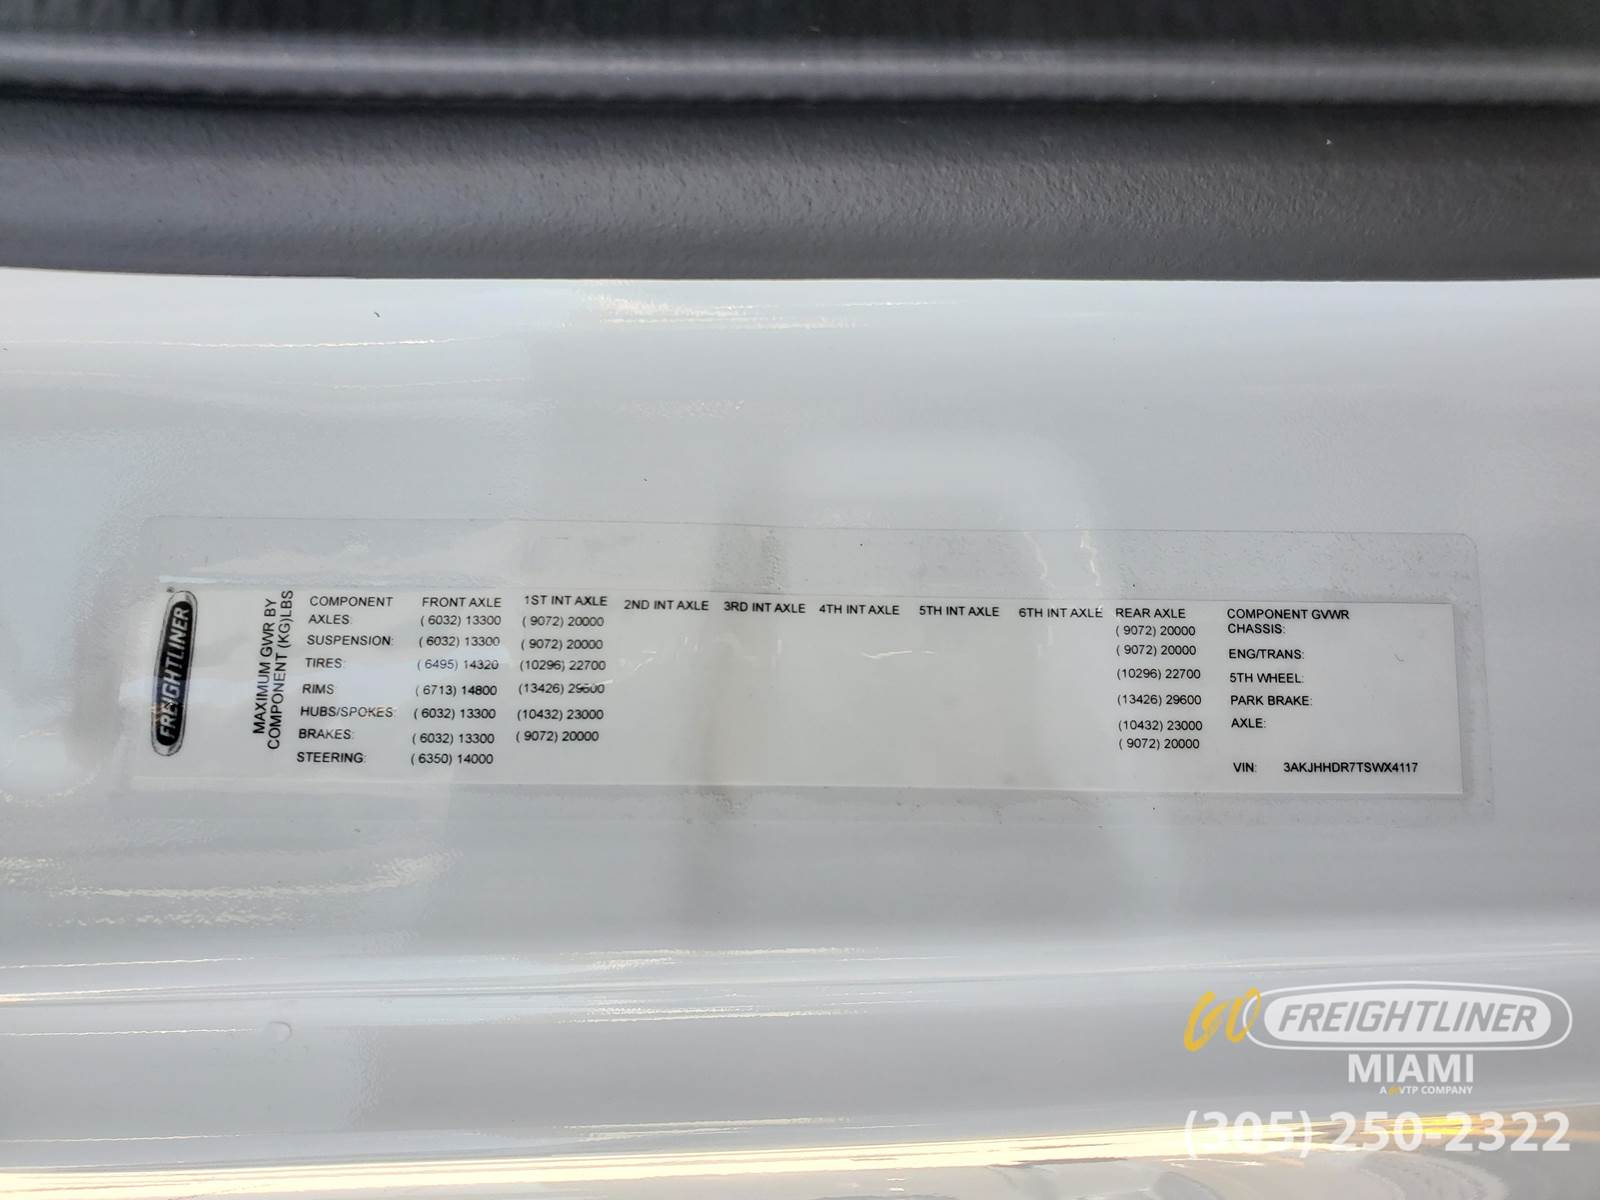 FREIGHTLINER
MAXIMUM GWR BY
COMPONENT (KG)LBS
COMPONENT FRONT AXLE 1ST INT AXLE 2ND INT AXLE 3RD INT AXLE 4TH INT AXLE 5TH INT AXLE 6TH INT AXLE REAR AXLE COMPONENT GVWR
AXLES: ( 6032) 13300 ( 9072) 20000 ( 9072) 20000 CHASSIS:
SUSPENSION: ( 6032) 13300 ( 9072) 20000 ( 9072) 20000 ENG/TRANS:
TIRES: ( 6495) 14320 (10296) 22700 (10296) 22700 5TH WHEEL:
RIMS ( 6713) 14800 (13426) 29600 (13426) 29600 PARK BRAKE:
HUBS/SPOKES: ( 6032) 13300 (10432) 23000 (10432) 23000 AXLE:
BRAKES: ( 6032) 13300 ( 9072) 20000 ( 9072) 20000
STEERING: ( 6350) 14000 VIN: 3AKJHHDR7TSWX4117
GO FREIGHTLINER
MIAMI
A VTP COMPANY
(305) 250-2322